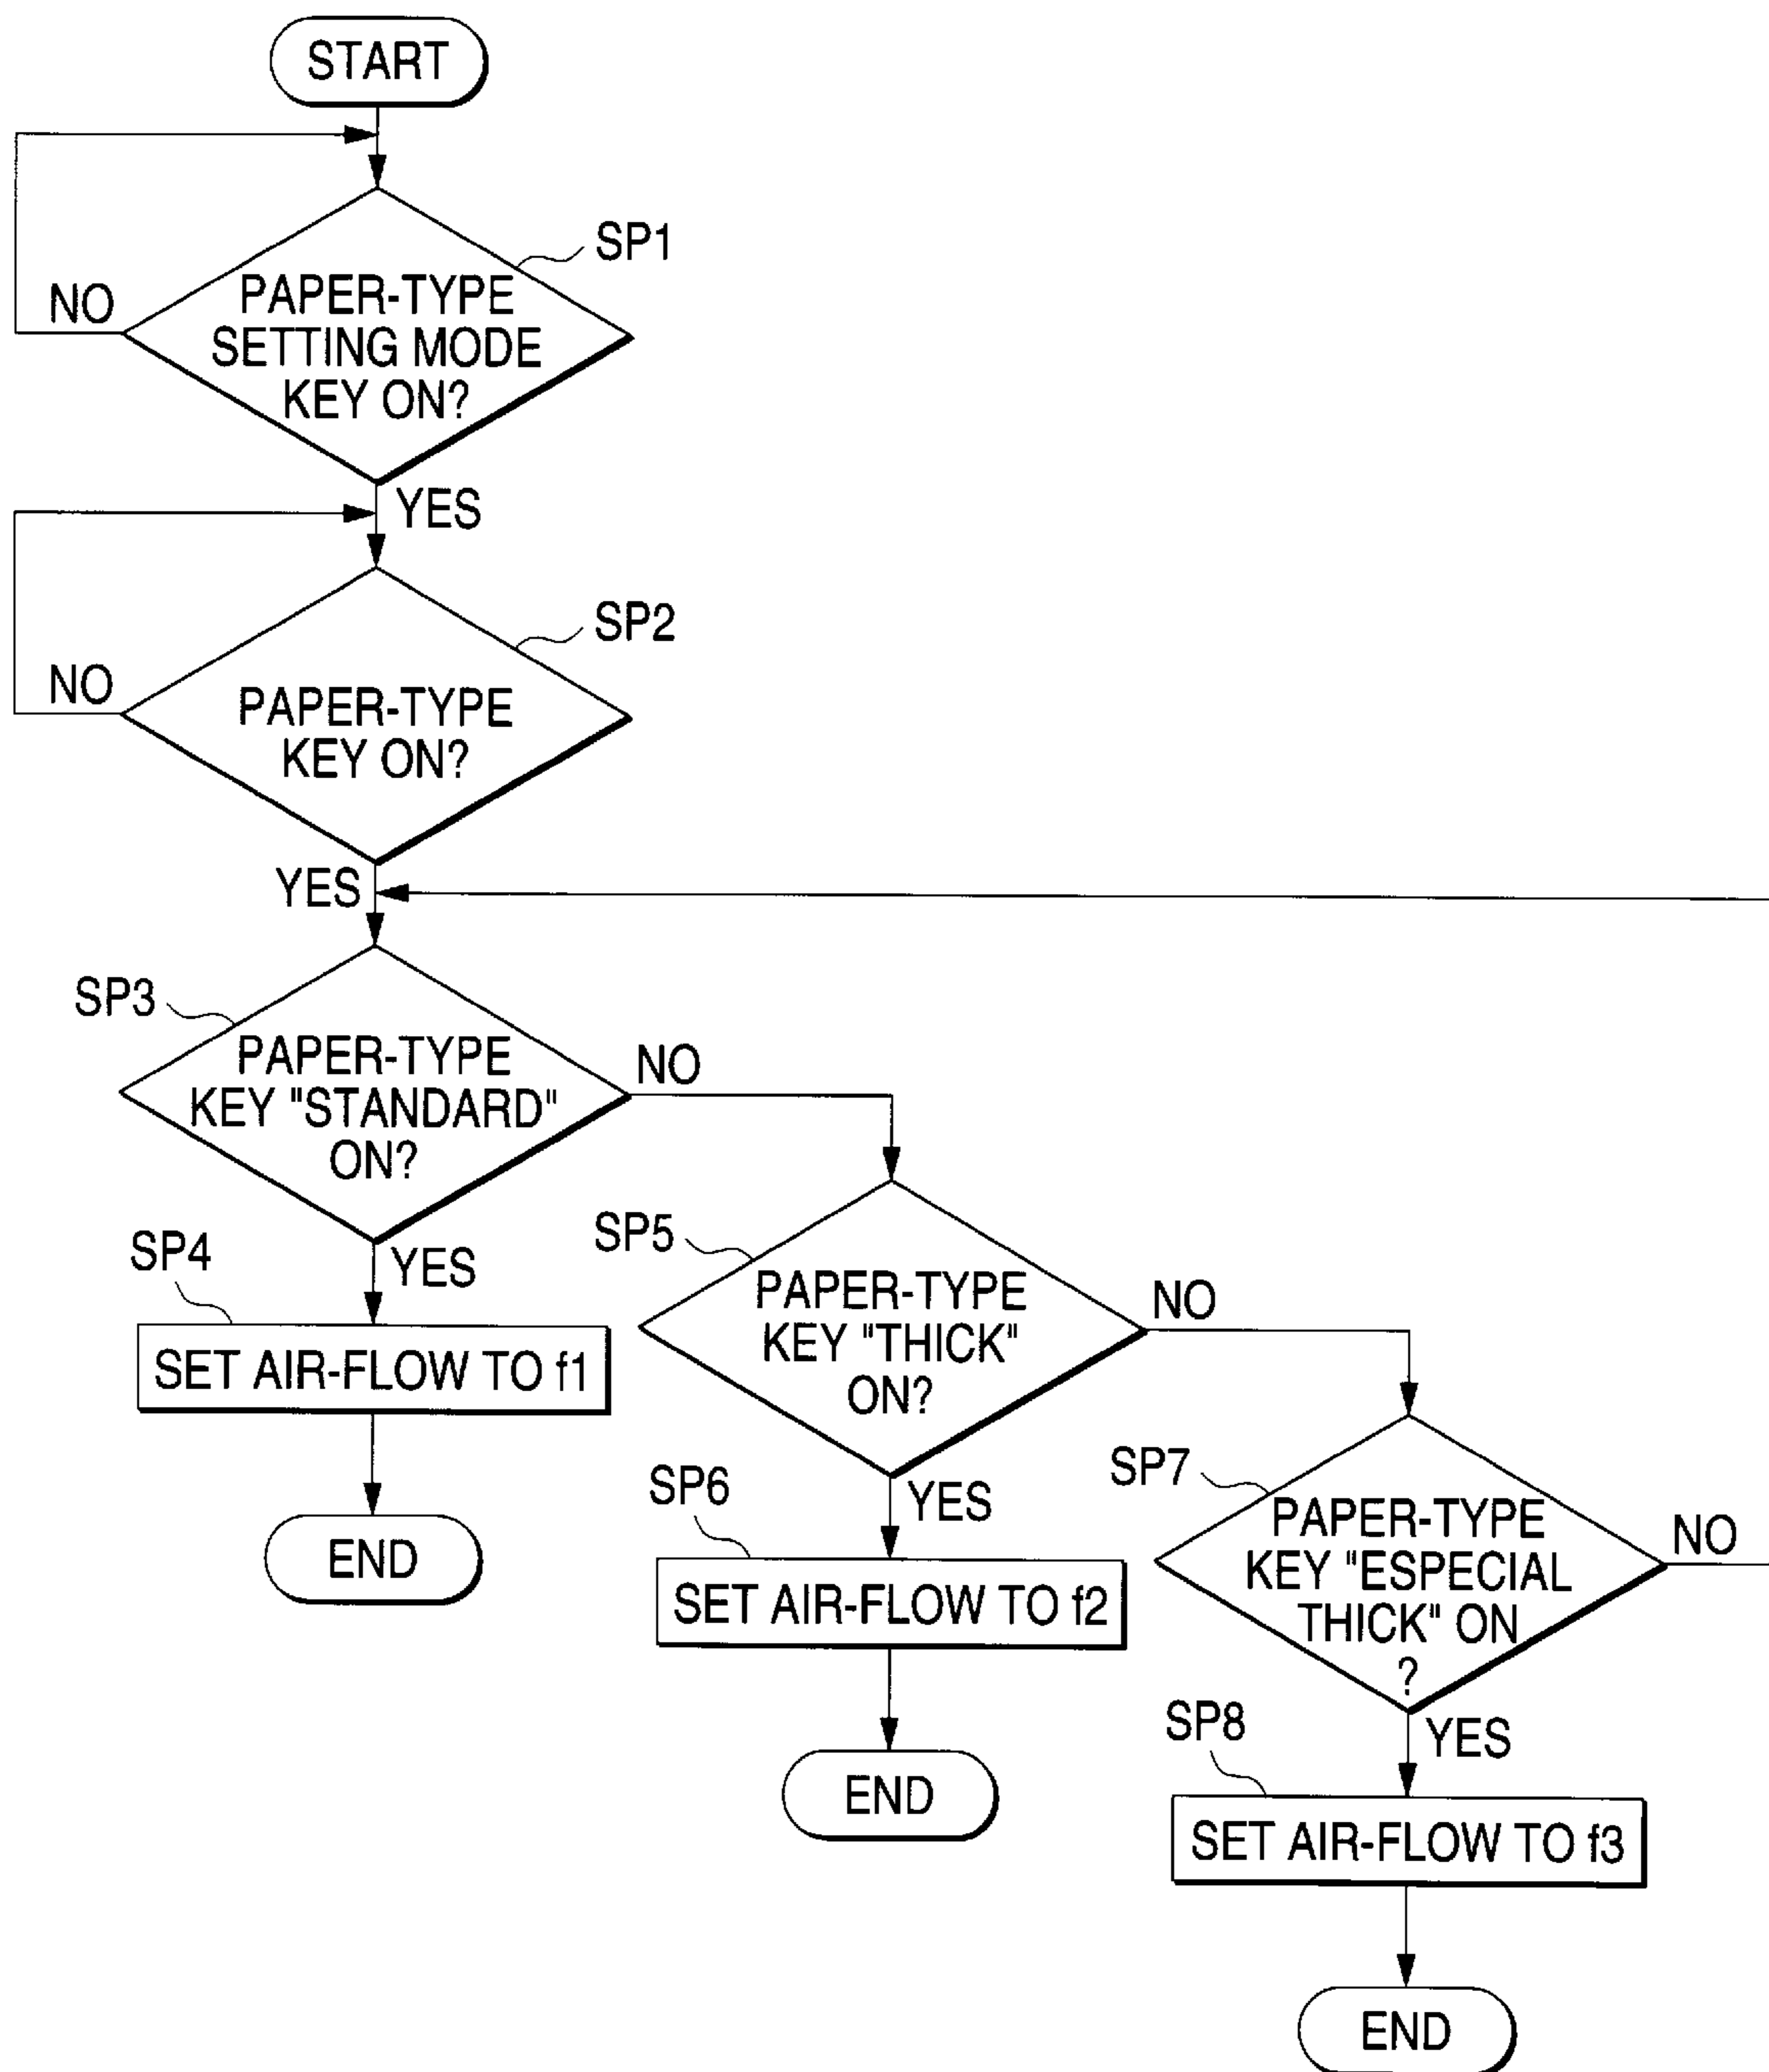 START
SP1
NO
PAPER-TYPE
SETTING MODE
KEY ON?
YES
SP2
NO
PAPER-TYPE
KEY ON?
YES
SP3
PAPER-TYPE
KEY "STANDARD"
ON?
NO
YES
SP4
SET AIR-FLOW TO f1
END
SP5
PAPER-TYPE
KEY "THICK"
ON?
NO
YES
SP6
SET AIR-FLOW TO f2
END
SP7
PAPER-TYPE
KEY "ESPECIAL
THICK" ON
?
NO
YES
SP8
SET AIR-FLOW TO f3
END